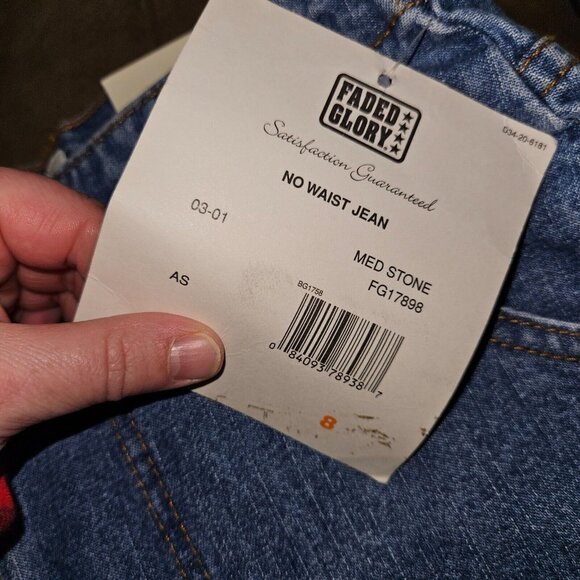 FADED
GLORY.
034-20-6181
Satisfaction Guaranteed
NO WAIST JEAN
03-01
MED STONE
FG17898
AS
BG1758
0 84093 78938 7
8